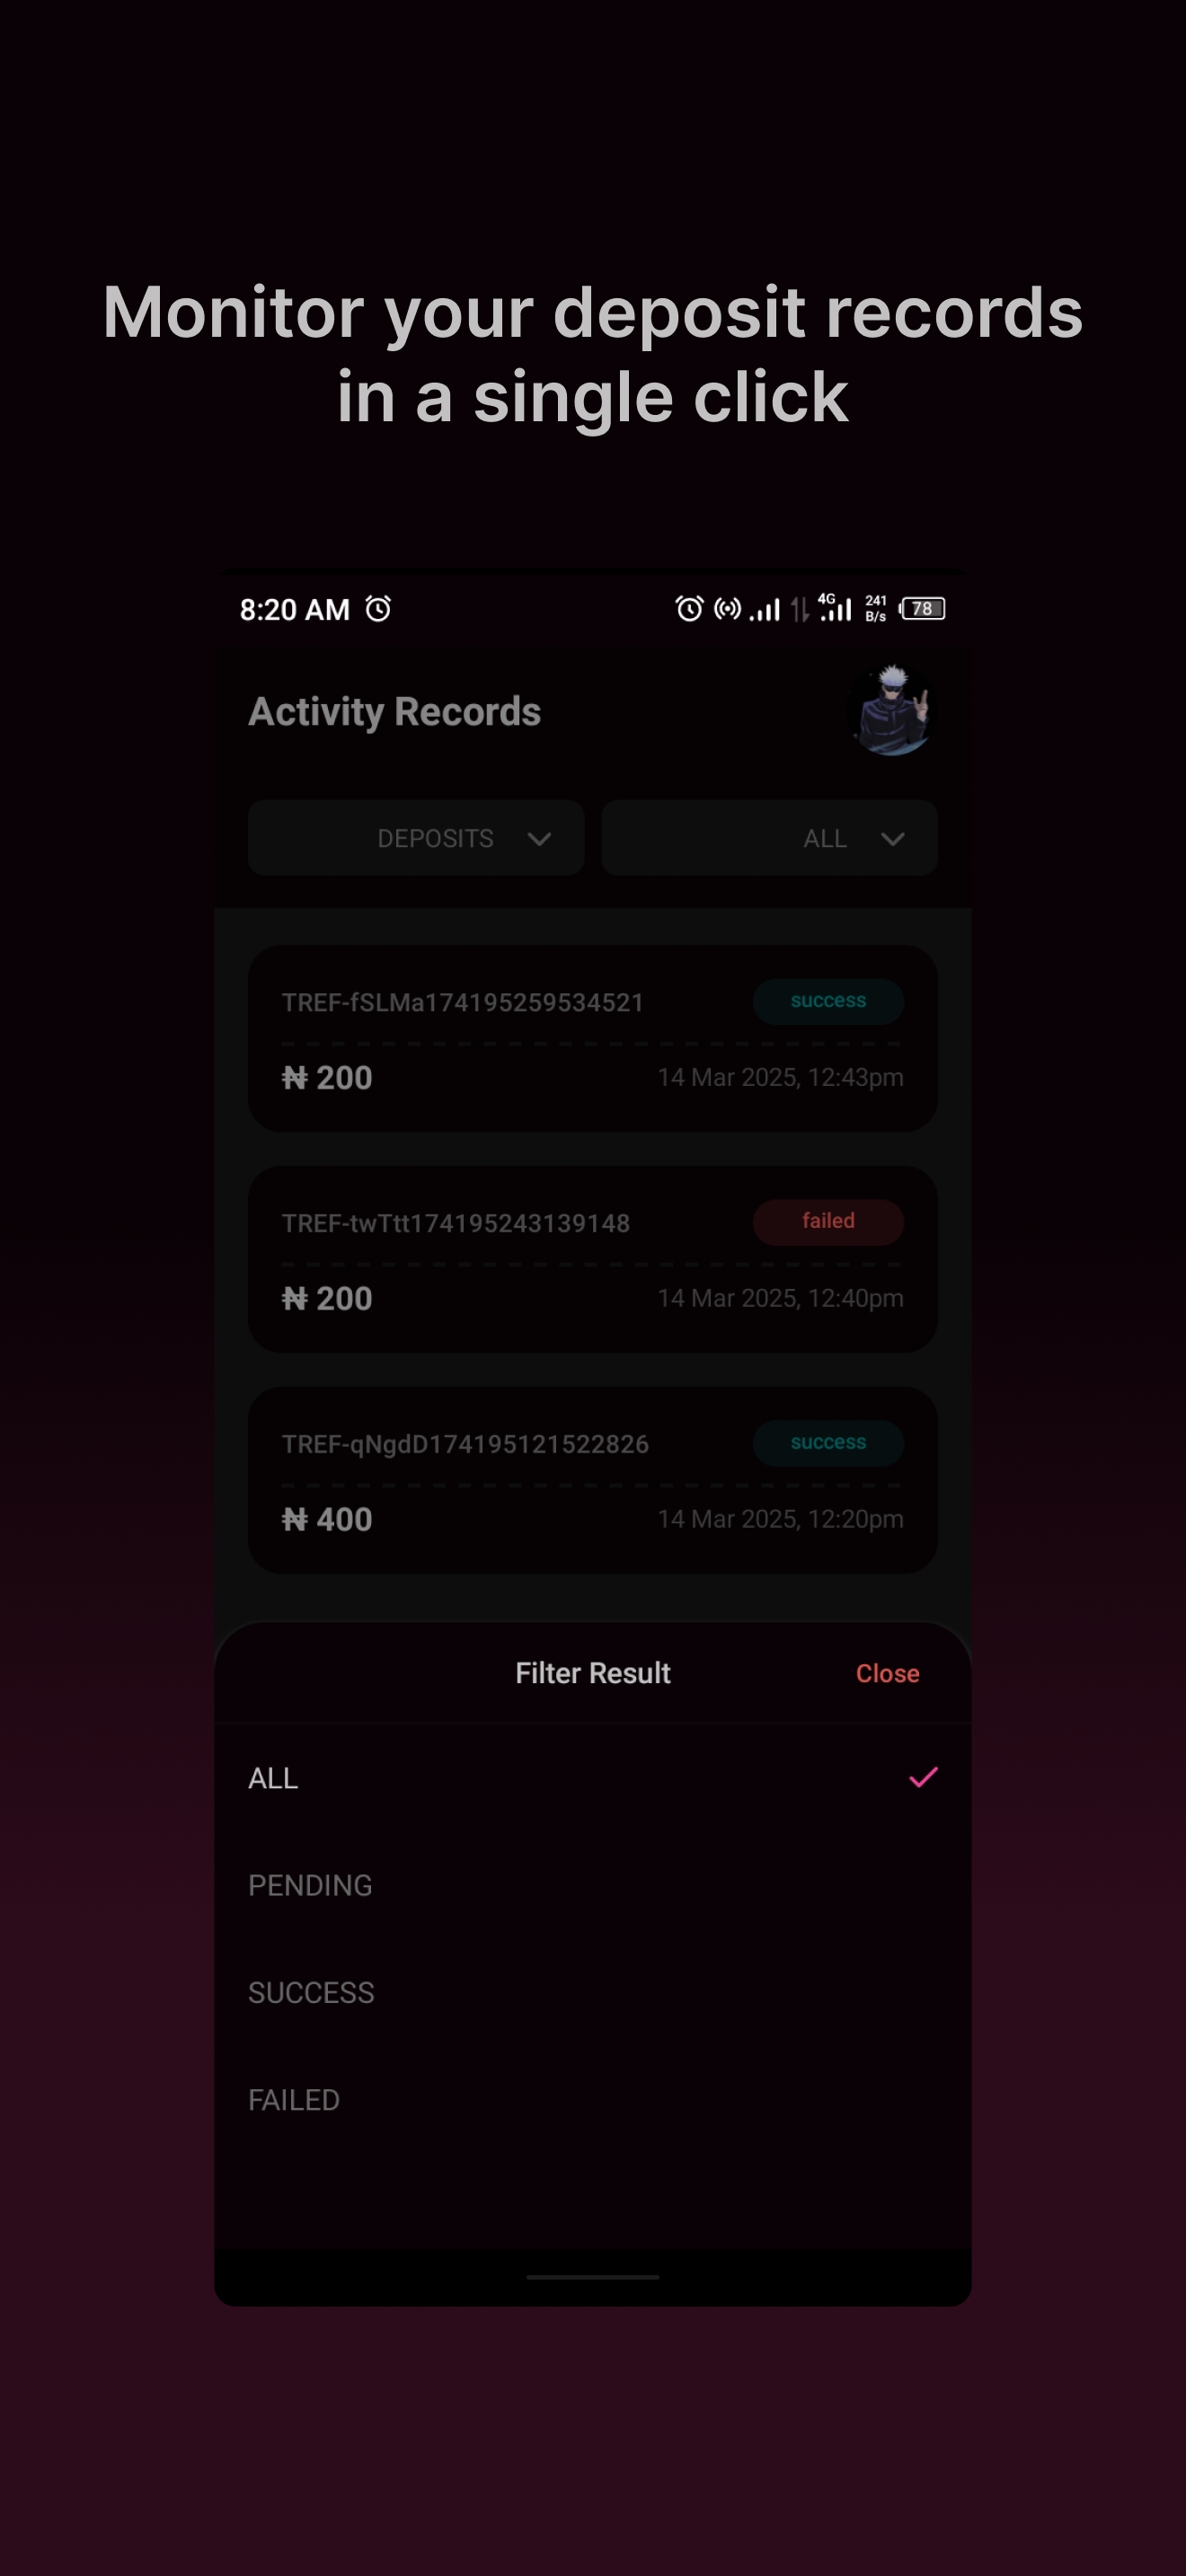 Monitor your deposit records
in a single click
8:20 AM
4G
241
B/s
78
Activity Records
DEPOSITS
ALL
TREF-fSLMa174195259534521
success
₦ 200
14 Mar 2025, 12:43pm
TREF-twTtt174195243139148
failed
₦ 200
14 Mar 2025, 12:40pm
TREF-qNgdD174195121522826
success
₦ 400
14 Mar 2025, 12:20pm
Filter Result
Close
ALL
PENDING
SUCCESS
FAILED